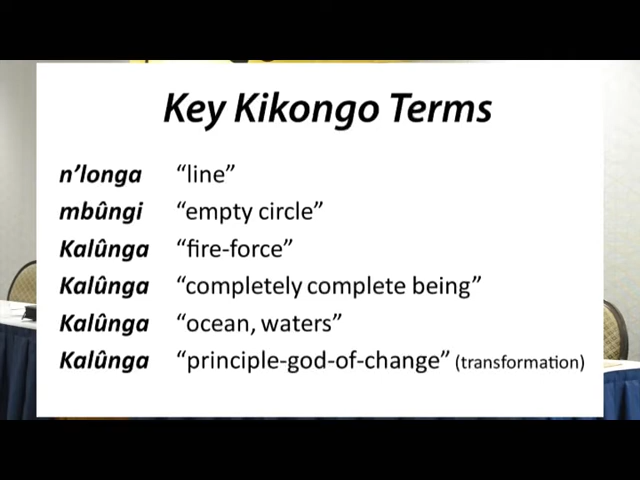 Key Kikongo Terms
n’longa “line”
mbûngi “empty circle”
Kalûnga “fire-force”
Kalûnga “completely complete being”
Kalûnga “ocean, waters”
Kalûnga “principle-god-of-change” (transformation)